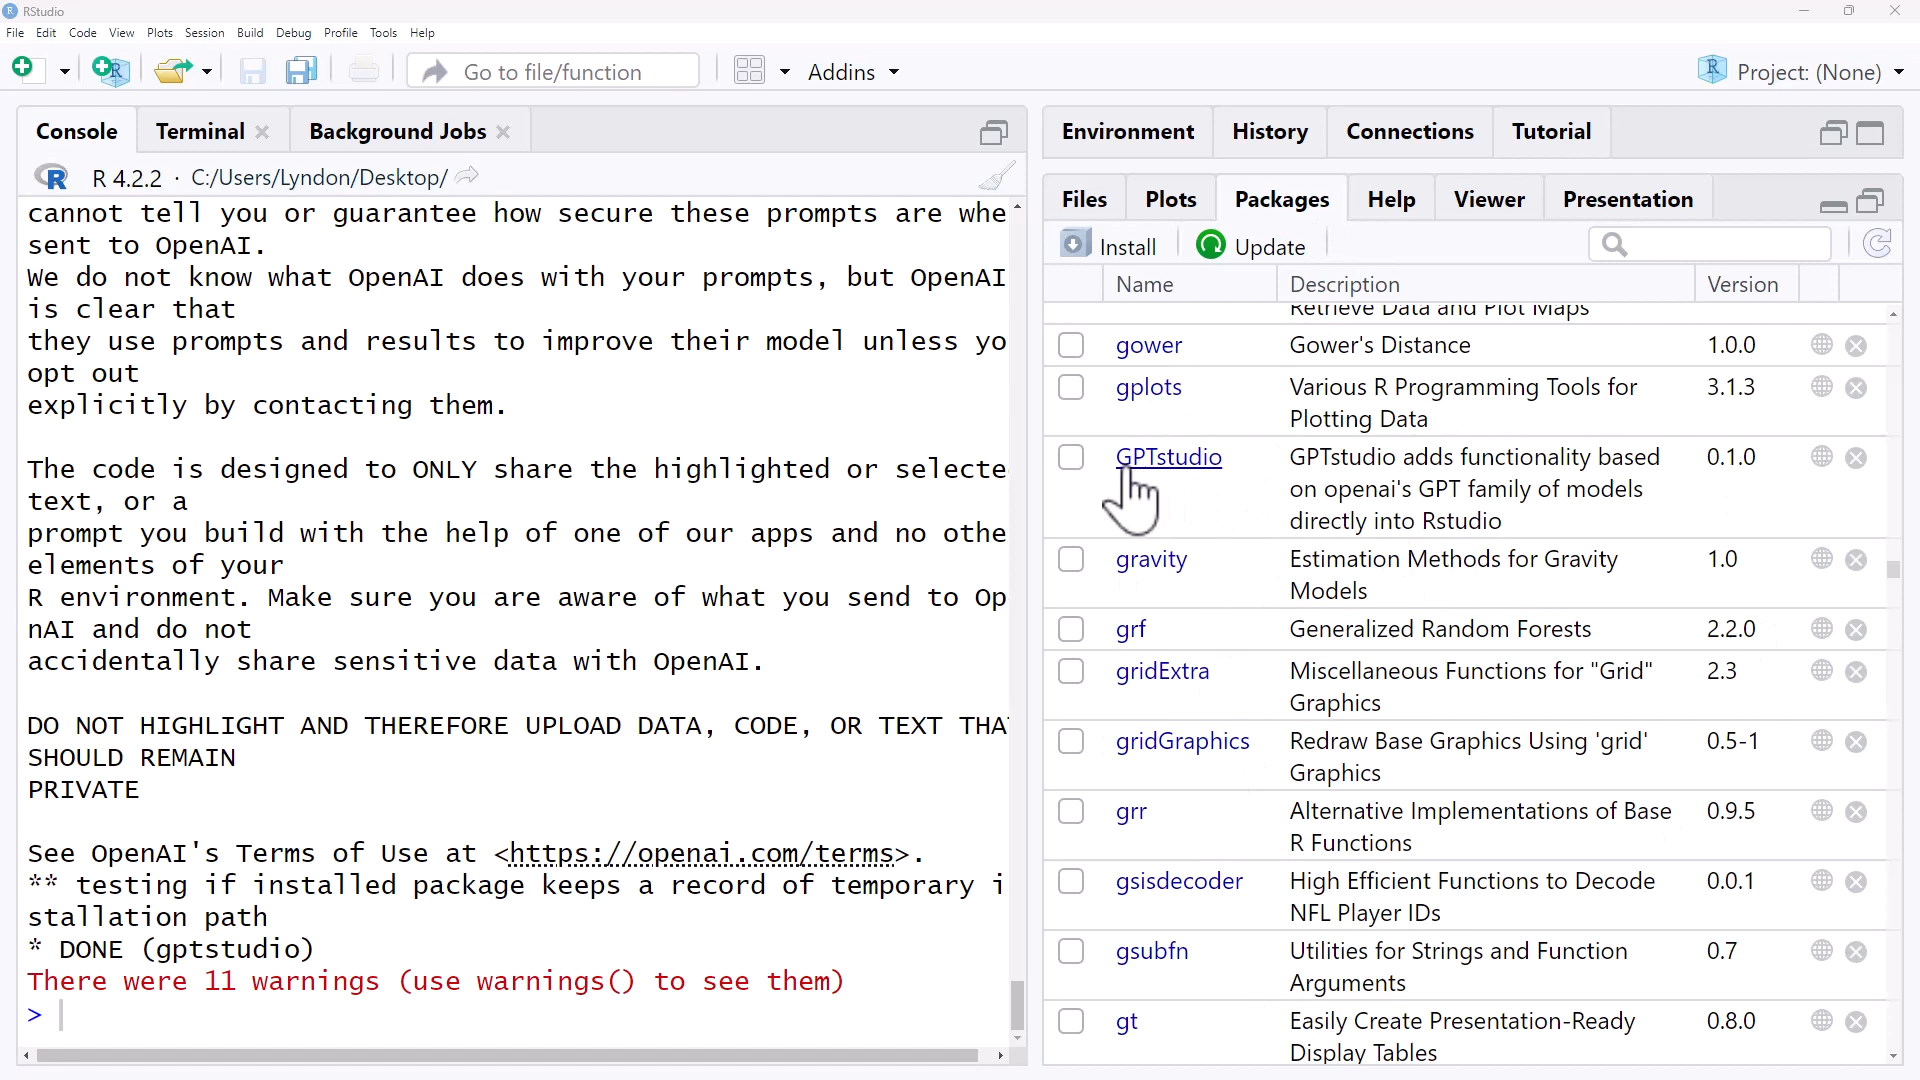 RStudio
File Edit Code View Plots Session Build Debug Profile Tools Help
Go to file/function
Addins
Project: (None)
Console
Terminal
Background Jobs
R 4.2.2 · C:/Users/Lyndon/Desktop/
cannot tell you or guarantee how secure these prompts are whe
sent to OpenAI.
We do not know what OpenAI does with your prompts, but OpenAI
is clear that
they use prompts and results to improve their model unless yo
opt out
explicitly by contacting them.
The code is designed to ONLY share the highlighted or selecte
text, or a
prompt you build with the help of one of our apps and no othe
elements of your
R environment. Make sure you are aware of what you send to Op
nAI and do not
accidentally share sensitive data with OpenAI.
DO NOT HIGHLIGHT AND THEREFORE UPLOAD DATA, CODE, OR TEXT THA
SHOULD REMAIN
PRIVATE
See OpenAI's Terms of Use at <https://openai.com/terms>.
** testing if installed package keeps a record of temporary i
stallation path
* DONE (gptstudio)
There were 11 warnings (use warnings() to see them)
>
Environment History Connections Tutorial
Files Plots Packages Help Viewer Presentation
Install Update
Name Description Version
Retrieve Data and Plot Maps
gower Gower's Distance 1.0.0
gplots Various R Programming Tools for 3.1.3
Plotting Data
GPTstudio GPTstudio adds functionality based 0.1.0
on openai's GPT family of models
directly into Rstudio
gravity Estimation Methods for Gravity 1.0
Models
grf Generalized Random Forests 2.2.0
gridExtra Miscellaneous Functions for "Grid" 2.3
Graphics
gridGraphics Redraw Base Graphics Using 'grid' 0.5-1
Graphics
grr Alternative Implementations of Base 0.9.5
R Functions
gsisdecoder High Efficient Functions to Decode 0.0.1
NFL Player IDs
gsubfn Utilities for Strings and Function 0.7
Arguments
gt Easily Create Presentation-Ready 0.8.0
Display Tables